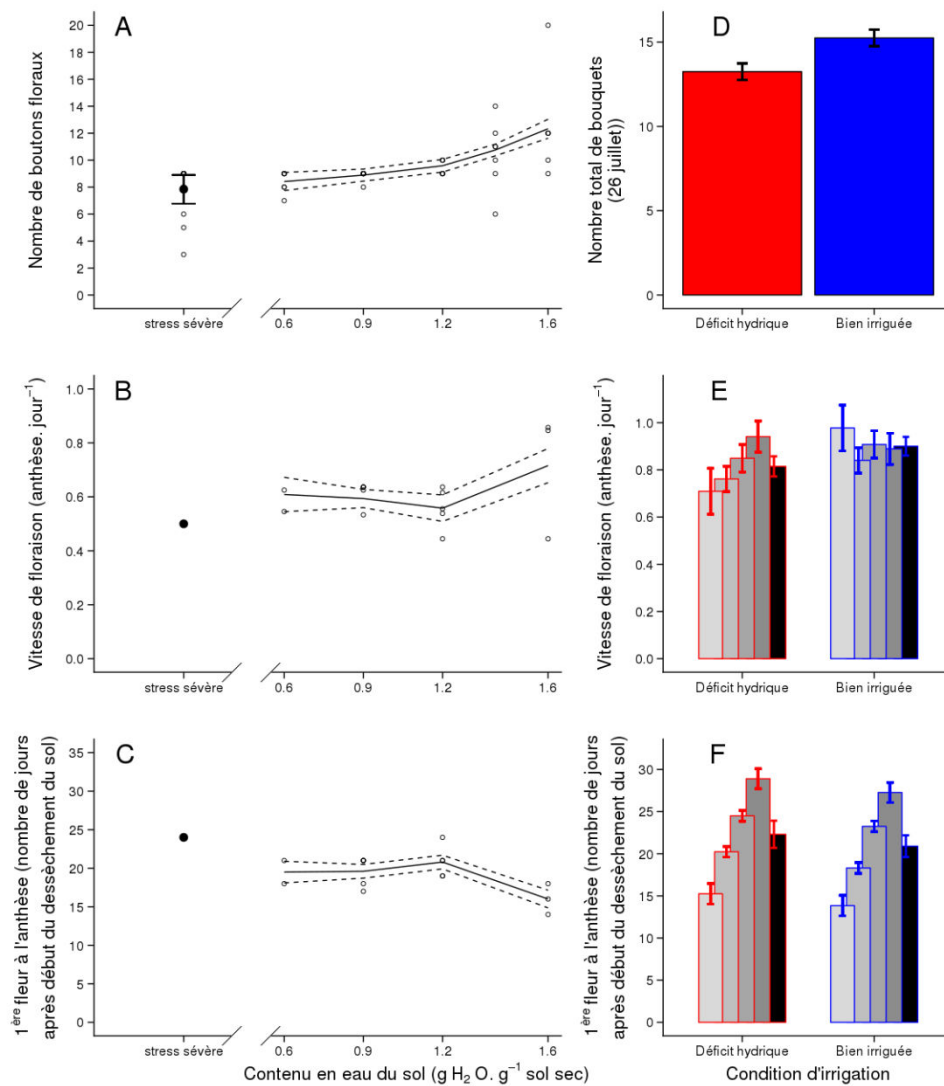 A
Nombre de boutons floraux
20
18
16
14
12
10
8
6
4
2
0
stress sévère
0.6
0.9
1.2
1.6
D
Nombre total de bouquets
(26 juillet))
15
10
5
0
Déficit hydrique
Bien irriguée
B
Vitesse de floraison (anthèse. jour⁻¹)
1.0
0.8
0.6
0.4
0.2
0.0
stress sévère
0.6
0.9
1.2
1.6
E
Vitesse de floraison (anthèse. jour⁻¹)
1.0
0.8
0.6
0.4
0.2
0.0
Déficit hydrique
Bien irriguée
C
1ère fleur à l'anthèse (nombre de jours
après début du dessèchement du sol)
35
30
25
20
15
10
5
0
stress sévère
0.6
0.9
1.2
1.6
Contenu en eau du sol (g H₂ O. g⁻¹ sol sec)
F
1ère fleur à l'anthèse (nombre de jours
après début du dessèchement du sol)
30
25
20
15
10
5
0
Déficit hydrique
Bien irriguée
Condition d'irrigation